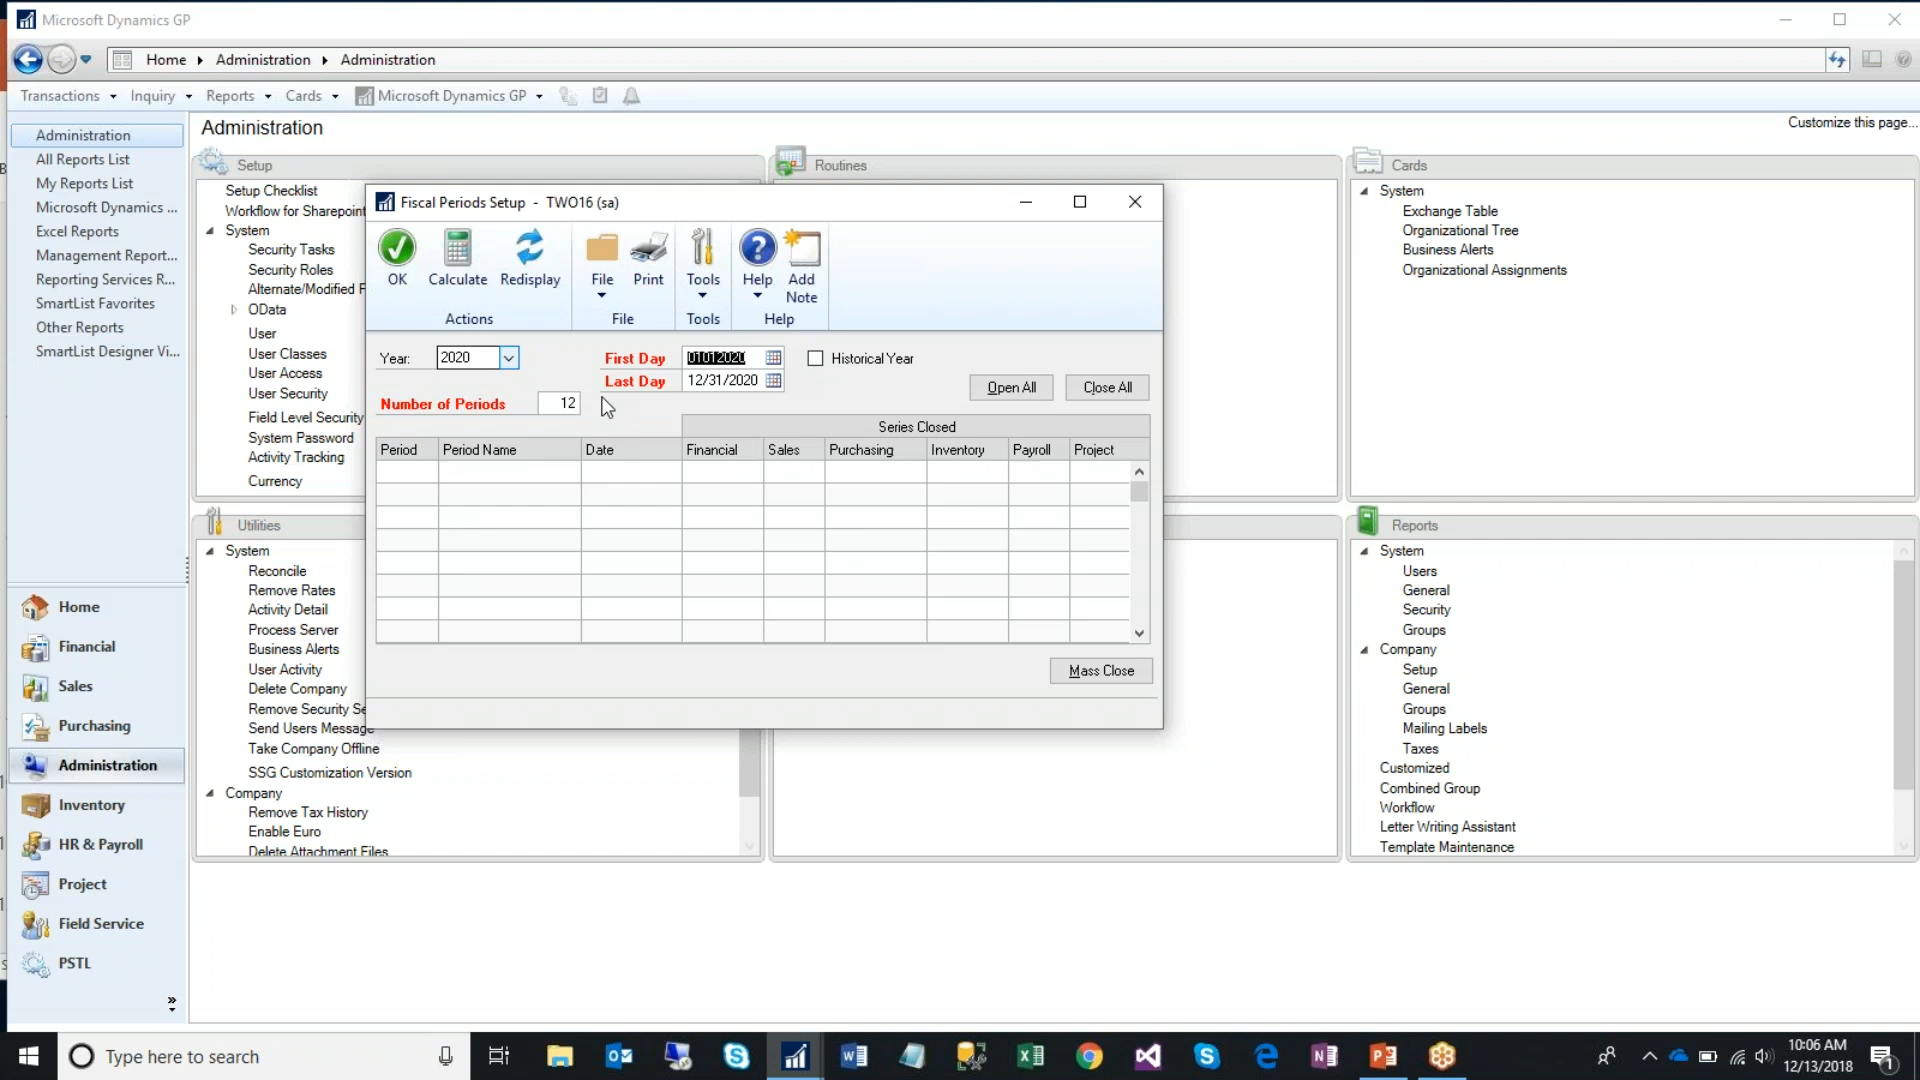 Microsoft Dynamics GP
Home Administration Administration
Transactions Inquiry Reports Cards Microsoft Dynamics GP
Administration
All Reports List
My Reports List
Microsoft Dynamics ...
Excel Reports
Management Report...
Reporting Services R...
SmartList Favorites
Other Reports
SmartList Designer Vi...
Home
Financial
Sales
Purchasing
Administration
Inventory
HR & Payroll
Project
Field Service
PSTL
»
Administration
Customize this page...
Setup
Setup Checklist
Workflow for Sharepoint
System
Security Tasks
Security Roles
Alternate/Modified F
OData
User
User Classes
User Access
User Security
Field Level Security
System Password
Activity Tracking
Currency
Routines
Cards
System
Exchange Table
Organizational Tree
Business Alerts
Organizational Assignments
Fiscal Periods Setup - TWO16 (sa)
OK Calculate Redisplay File Print Tools Help Add Note
Actions File Tools Help
Year: 2020
First Day 01012020
Historical Year
Last Day 12/31/2020
Open All Close All
Number of Periods 12
Series Closed
Period Period Name Date Financial Sales Purchasing Inventory Payroll Project
Mass Close
Utilities
System
Reconcile
Remove Rates
Activity Detail
Process Server
Business Alerts
User Activity
Delete Company
Remove Security Se
Send Users Message
Take Company Offline
SSG Customization Version
Company
Remove Tax History
Enable Euro
Delete Attachment Files
Reports
System
Users
General
Security
Groups
Company
Setup
General
Groups
Mailing Labels
Taxes
Customized
Combined Group
Workflow
Letter Writing Assistant
Template Maintenance
Type here to search
10:06 AM
12/13/2018
1